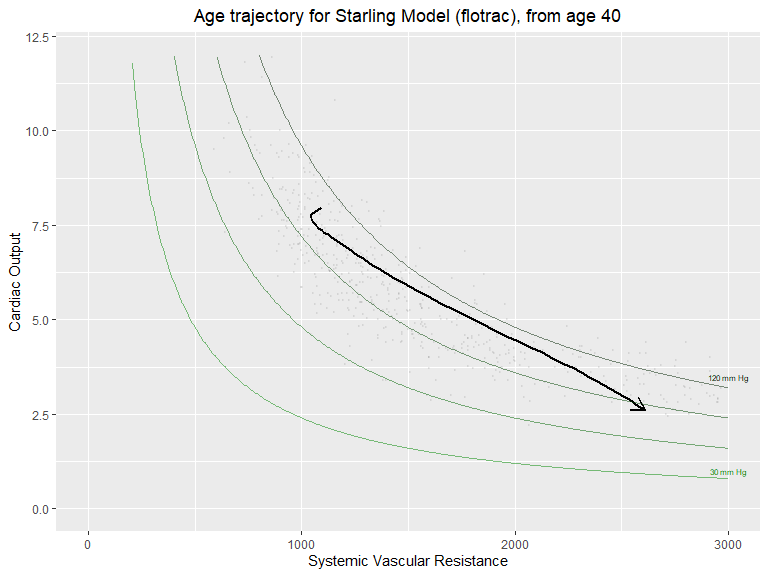 Age trajectory for Starling Model (flotrac), from age 40
12.5
10.0
7.5
5.0
2.5
0.0
Cardiac Output
120 mm Hg
30 mm Hg
0
1000
2000
3000
Systemic Vascular Resistance